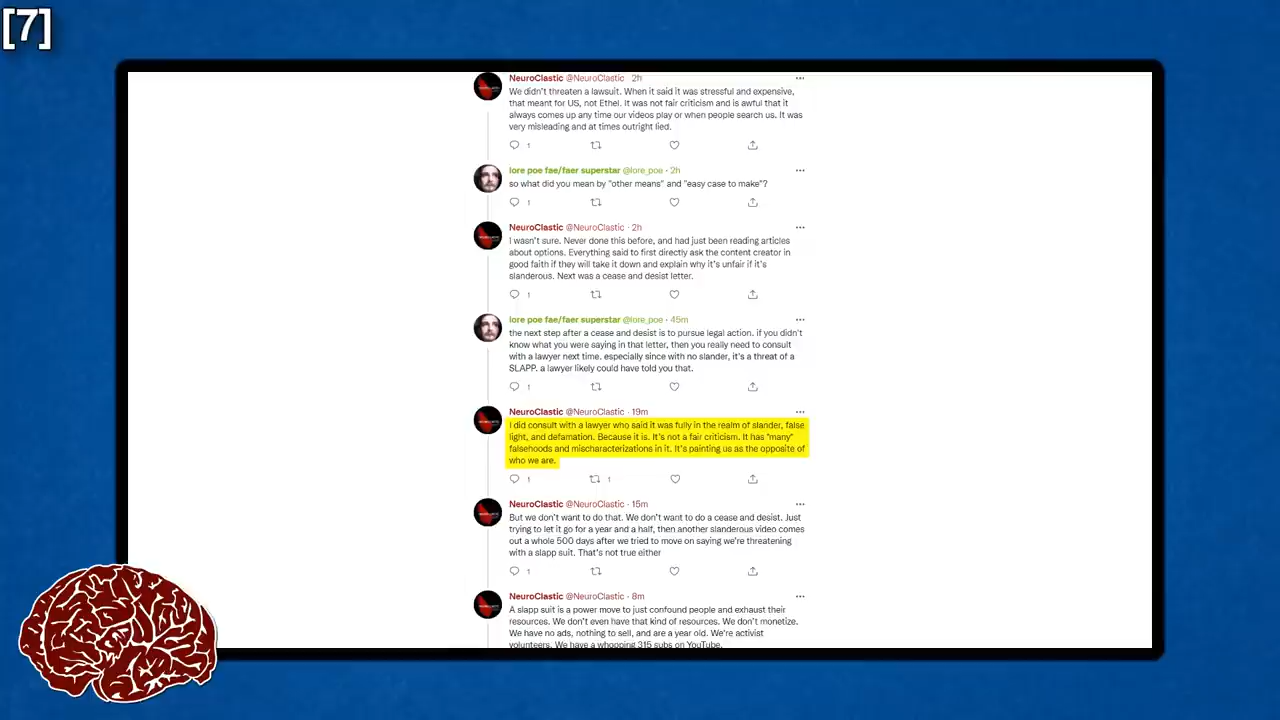 [7]
NeuroClastic @NeuroClastic · 2h
We didn't threaten a lawsuit. When it said it was stressful and expensive,
that meant for US, not Ethel. It was not fair criticism and is awful that it
always comes up any time our videos play or when people search us. It was
very misleading and at times outright lied.
1
lore poe fae/faer superstar @lore_poe · 2h
so what did you mean by "other means" and "easy case to make"?
1
NeuroClastic @NeuroClastic · 2h
I wasn't sure. Never done this before, and had just been reading articles
about options. Everything said to first directly ask the content creator in
good faith if they will take it down and explain why it's unfair if it's
slanderous. Next was a cease and desist letter.
1
lore poe fae/faer superstar @lore_poe · 45m
the next step after a cease and desist is to pursue legal action. if you didn't
know what you were saying in that letter, then you really need to consult
with a lawyer next time. especially since with no slander, it's a threat of a
SLAPP. a lawyer likely could have told you that.
1
NeuroClastic @NeuroClastic · 19m
I did consult with a lawyer who said it was fully in the realm of slander, false
light, and defamation. Because it is. It's not a fair criticism. It has *many*
falsehoods and mischaracterizations in it. It's painting us as the opposite of
who we are.
1 1
NeuroClastic @NeuroClastic · 15m
But we don't want to do that. We don't want to do a cease and desist. Just
trying to let it go for a year and a half, then another slanderous video comes
out a whole 500 days after we tried to move on saying we're threatening
with a slapp suit. That's not true either
1
NeuroClastic @NeuroClastic · 8m
A slapp suit is a power move to just confound people and exhaust their
resources. We don't even have that kind of resources. We don't monetize.
We have no ads, nothing to sell, and are a year old. We're activist
volunteers. We have a whopping 315 subs on YouTube.